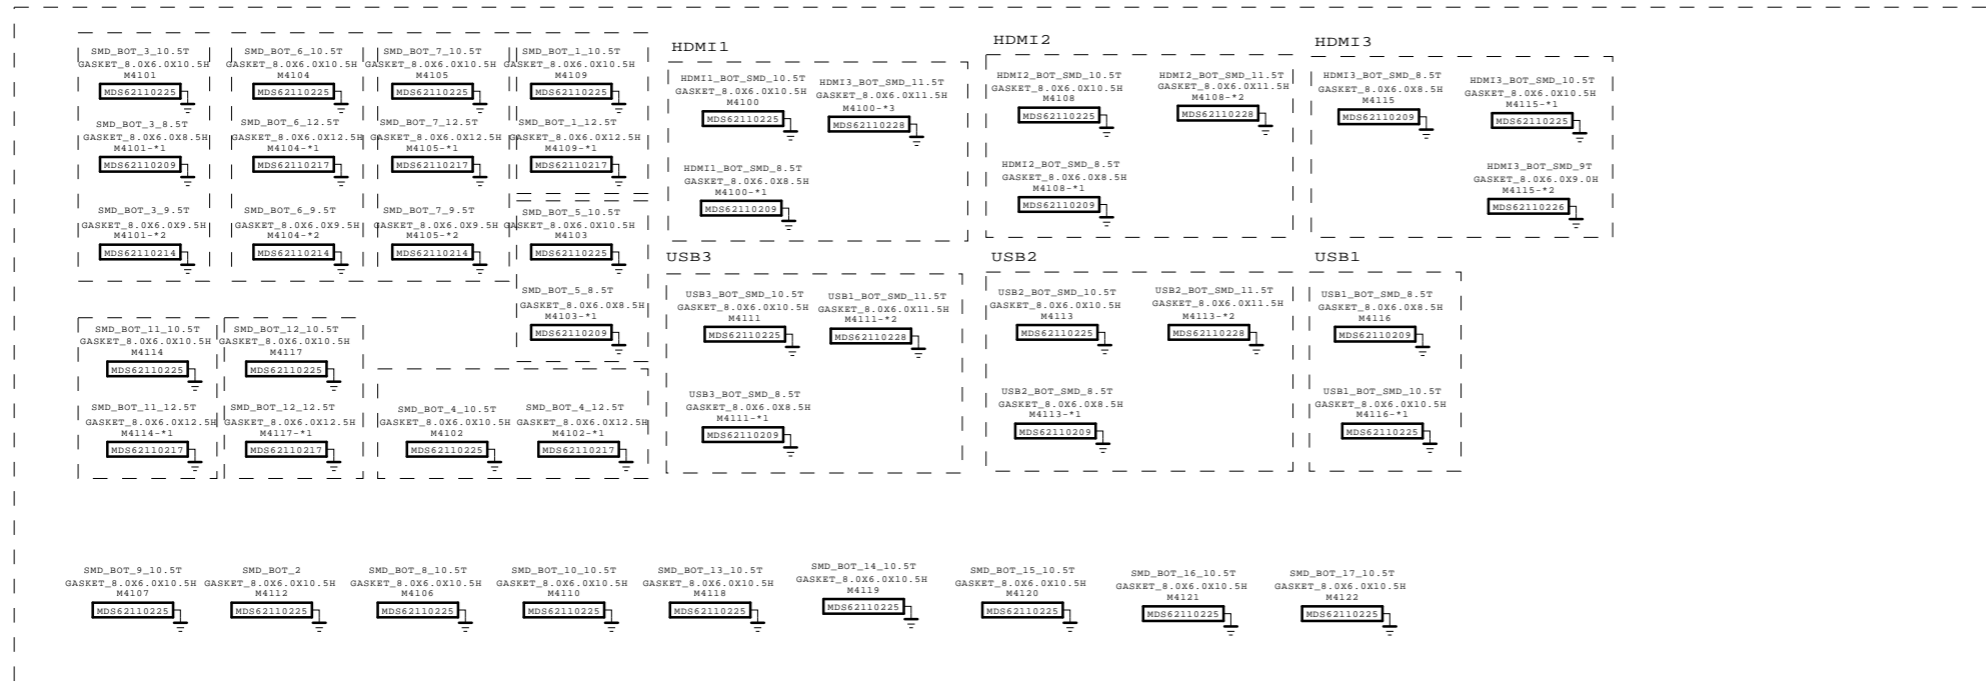 SMD_BOT_3_10.5T
GASKET_8.0X6.0X10.5H
M4101
MDS62110225
SMD_BOT_3_8.5T
GASKET_8.0X6.0X8.5H
M4101-*1
MDS62110209
SMD_BOT_3_9.5T
GASKET_8.0X6.0X9.5H
M4101-*2
MDS62110214
SMD_BOT_6_10.5T
GASKET_8.0X6.0X10.5H
M4104
MDS62110225
SMD_BOT_6_12.5T
GASKET_8.0X6.0X12.5H
M4104-*1
MDS62110217
SMD_BOT_6_9.5T
GASKET_8.0X6.0X9.5H
M4104-*2
MDS62110214
SMD_BOT_7_10.5T
GASKET_8.0X6.0X10.5H
M4105
MDS62110225
SMD_BOT_7_12.5T
GASKET_8.0X6.0X12.5H
M4105-*1
MDS62110217
SMD_BOT_7_9.5T
GASKET_8.0X6.0X9.5H
M4105-*2
MDS62110214
SMD_BOT_1_10.5T
GASKET_8.0X6.0X10.5H
M4109
MDS62110225
SMD_BOT_1_12.5T
GASKET_8.0X6.0X12.5H
M4109-*1
MDS62110217
SMD_BOT_5_10.5T
GASKET_8.0X6.0X10.5H
M4103
MDS62110225
SMD_BOT_5_8.5T
GASKET_8.0X6.0X8.5H
M4103-*1
MDS62110209
HDMI1
HDMI1_BOT_SMD_10.5T
GASKET_8.0X6.0X10.5H
M4100
MDS62110225
HDMI3_BOT_SMD_11.5T
GASKET_8.0X6.0X11.5H
M4100-*3
MDS62110228
HDMI1_BOT_SMD_8.5T
GASKET_8.0X6.0X8.5H
M4100-*1
MDS62110209
HDMI2
HDMI2_BOT_SMD_10.5T
GASKET_8.0X6.0X10.5H
M4108
MDS62110225
HDMI2_BOT_SMD_11.5T
GASKET_8.0X6.0X11.5H
M4108-*2
MDS62110228
HDMI2_BOT_SMD_8.5T
GASKET_8.0X6.0X8.5H
M4108-*1
MDS62110209
HDMI3
HDMI3_BOT_SMD_8.5T
GASKET_8.0X6.0X8.5H
M4115
MDS62110209
HDMI3_BOT_SMD_10.5T
GASKET_8.0X6.0X10.5H
M4115-*1
MDS62110225
HDMI3_BOT_SMD_9T
GASKET_8.0X6.0X9.0H
M4115-*2
MDS62110226
SMD_BOT_11_10.5T
GASKET_8.0X6.0X10.5H
M4114
MDS62110225
SMD_BOT_11_12.5T
GASKET_8.0X6.0X12.5H
M4114-*1
MDS62110217
SMD_BOT_12_10.5T
GASKET_8.0X6.0X10.5H
M4117
MDS62110225
SMD_BOT_12_12.5T
GASKET_8.0X6.0X12.5H
M4117-*1
MDS62110217
SMD_BOT_4_10.5T
GASKET_8.0X6.0X10.5H
M4102
MDS62110225
SMD_BOT_4_12.5T
GASKET_8.0X6.0X12.5H
M4102-*1
MDS62110217
USB3
USB3_BOT_SMD_10.5T
GASKET_8.0X6.0X10.5H
M4111
MDS62110225
USB1_BOT_SMD_11.5T
GASKET_8.0X6.0X11.5H
M4111-*2
MDS62110228
USB3_BOT_SMD_8.5T
GASKET_8.0X6.0X8.5H
M4111-*1
MDS62110209
USB2
USB2_BOT_SMD_10.5T
GASKET_8.0X6.0X10.5H
M4113
MDS62110225
USB2_BOT_SMD_11.5T
GASKET_8.0X6.0X11.5H
M4113-*2
MDS62110228
USB2_BOT_SMD_8.5T
GASKET_8.0X6.0X8.5H
M4113-*1
MDS62110209
USB1
USB1_BOT_SMD_8.5T
GASKET_8.0X6.0X8.5H
M4116
MDS62110209
USB1_BOT_SMD_10.5T
GASKET_8.0X6.0X10.5H
M4116-*1
MDS62110225
SMD_BOT_9_10.5T
GASKET_8.0X6.0X10.5H
M4107
MDS62110225
SMD_BOT_2
GASKET_8.0X6.0X10.5H
M4112
MDS62110225
SMD_BOT_8_10.5T
GASKET_8.0X6.0X10.5H
M4106
MDS62110225
SMD_BOT_10_10.5T
GASKET_8.0X6.0X10.5H
M4110
MDS62110225
SMD_BOT_13_10.5T
GASKET_8.0X6.0X10.5H
M4118
MDS62110225
SMD_BOT_14_10.5T
GASKET_8.0X6.0X10.5H
M4119
MDS62110225
SMD_BOT_15_10.5T
GASKET_8.0X6.0X10.5H
M4120
MDS62110225
SMD_BOT_16_10.5T
GASKET_8.0X6.0X10.5H
M4121
MDS62110225
SMD_BOT_17_10.5T
GASKET_8.0X6.0X10.5H
M4122
MDS62110225